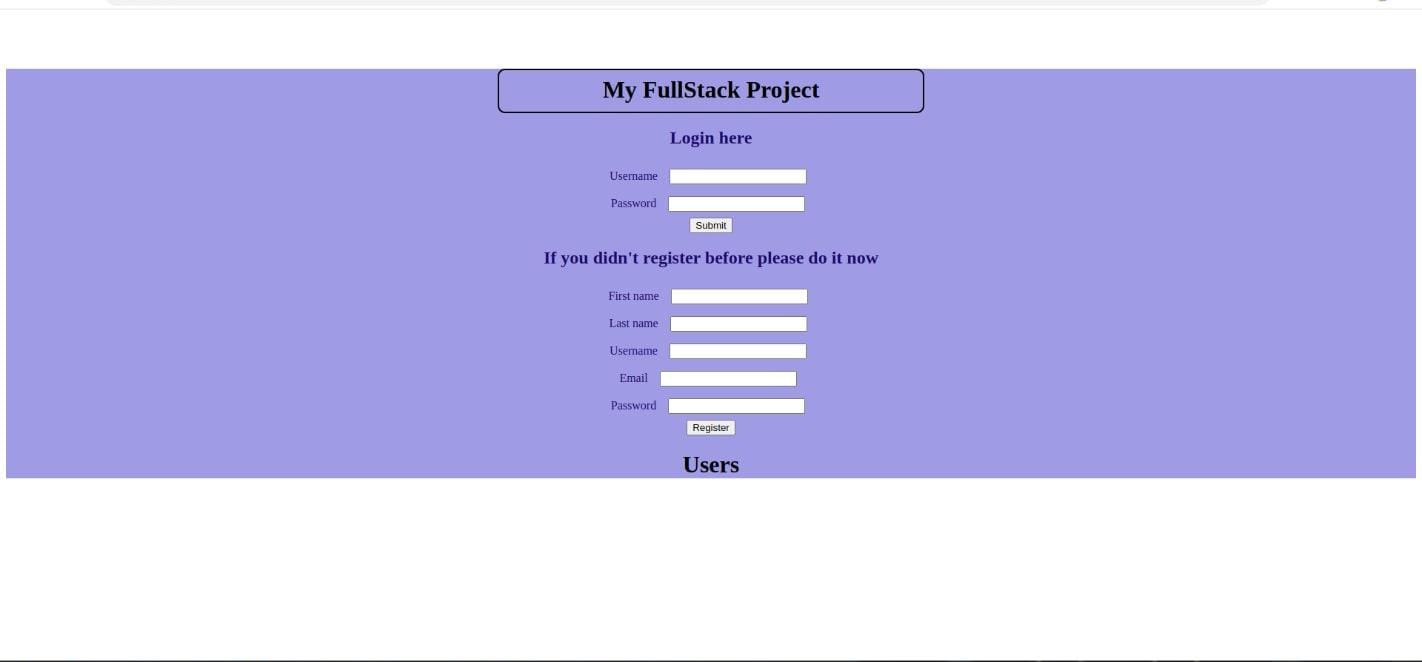 My FullStack Project
Login here
Username
Password
Submit
If you didn't register before please do it now
First name
Last name
Username
Email
Password
Register
Users